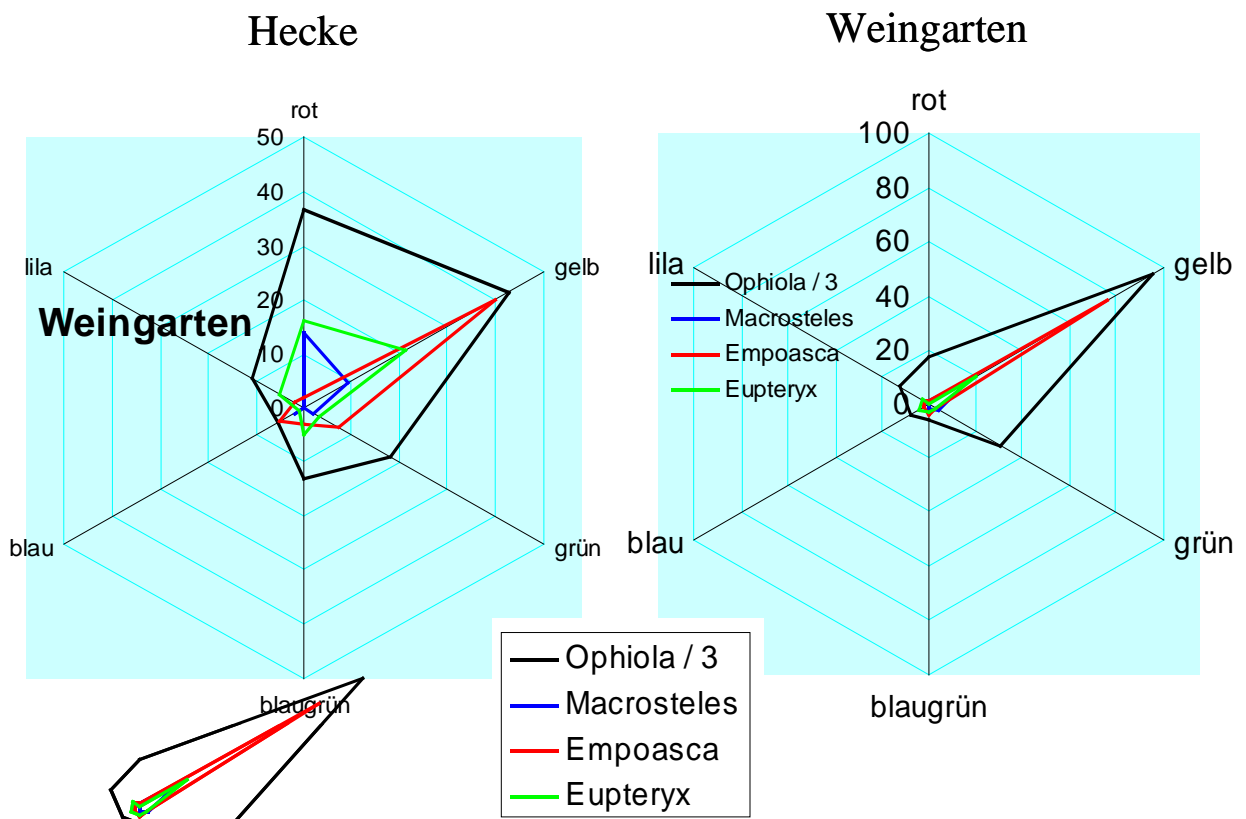 Hecke
Weingarten
rot
50
40
30
20
10
0
lila
gelb
Weingarten
blau
grün
blaugrün
rot
100
80
60
40
20
0
lila
gelb
Ophiola / 3
Macrosteles
Empoasca
Eupteryx
blau
grün
blaugrün
Ophiola / 3
Macrosteles
Empoasca
Eupteryx